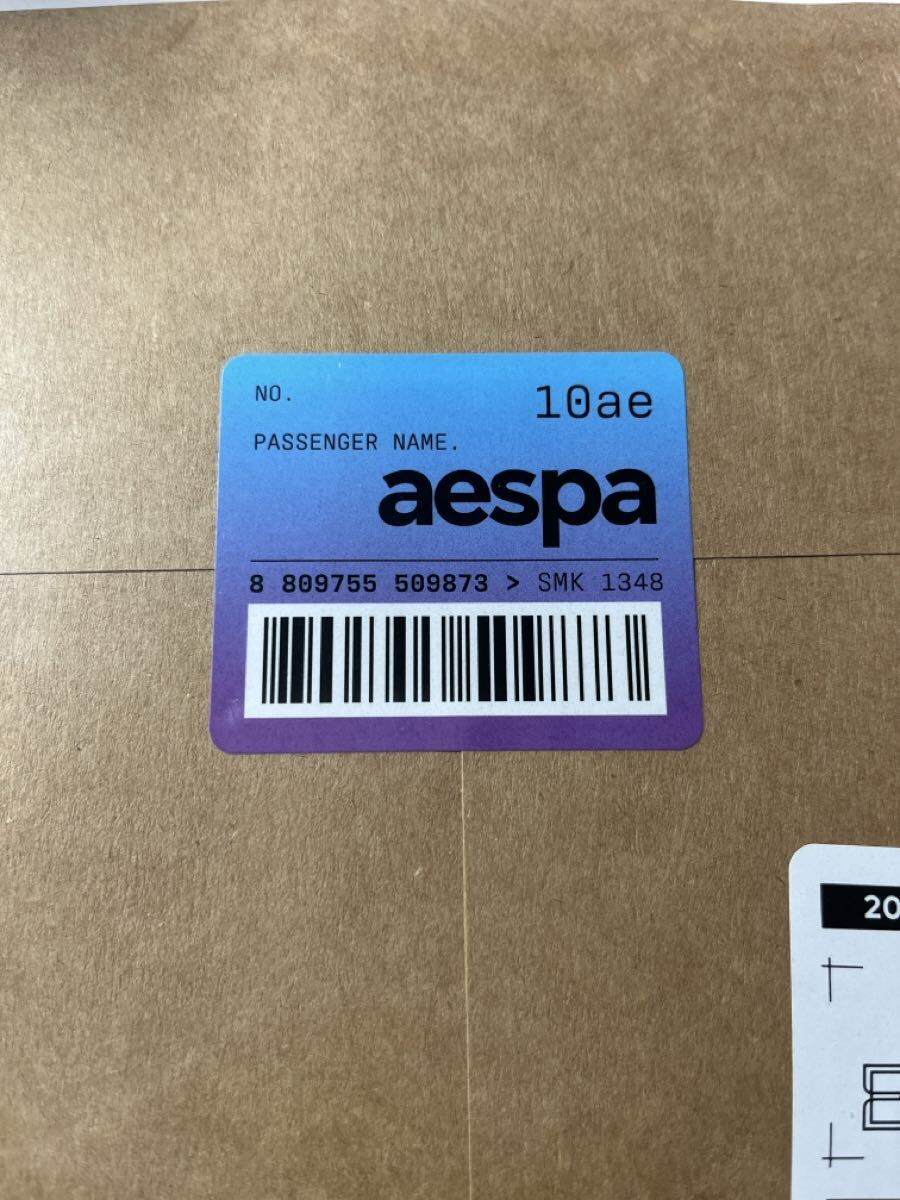 NO. 10ae
PASSENGER NAME.
aespa
8 809755 509873 > SMK 1348
20